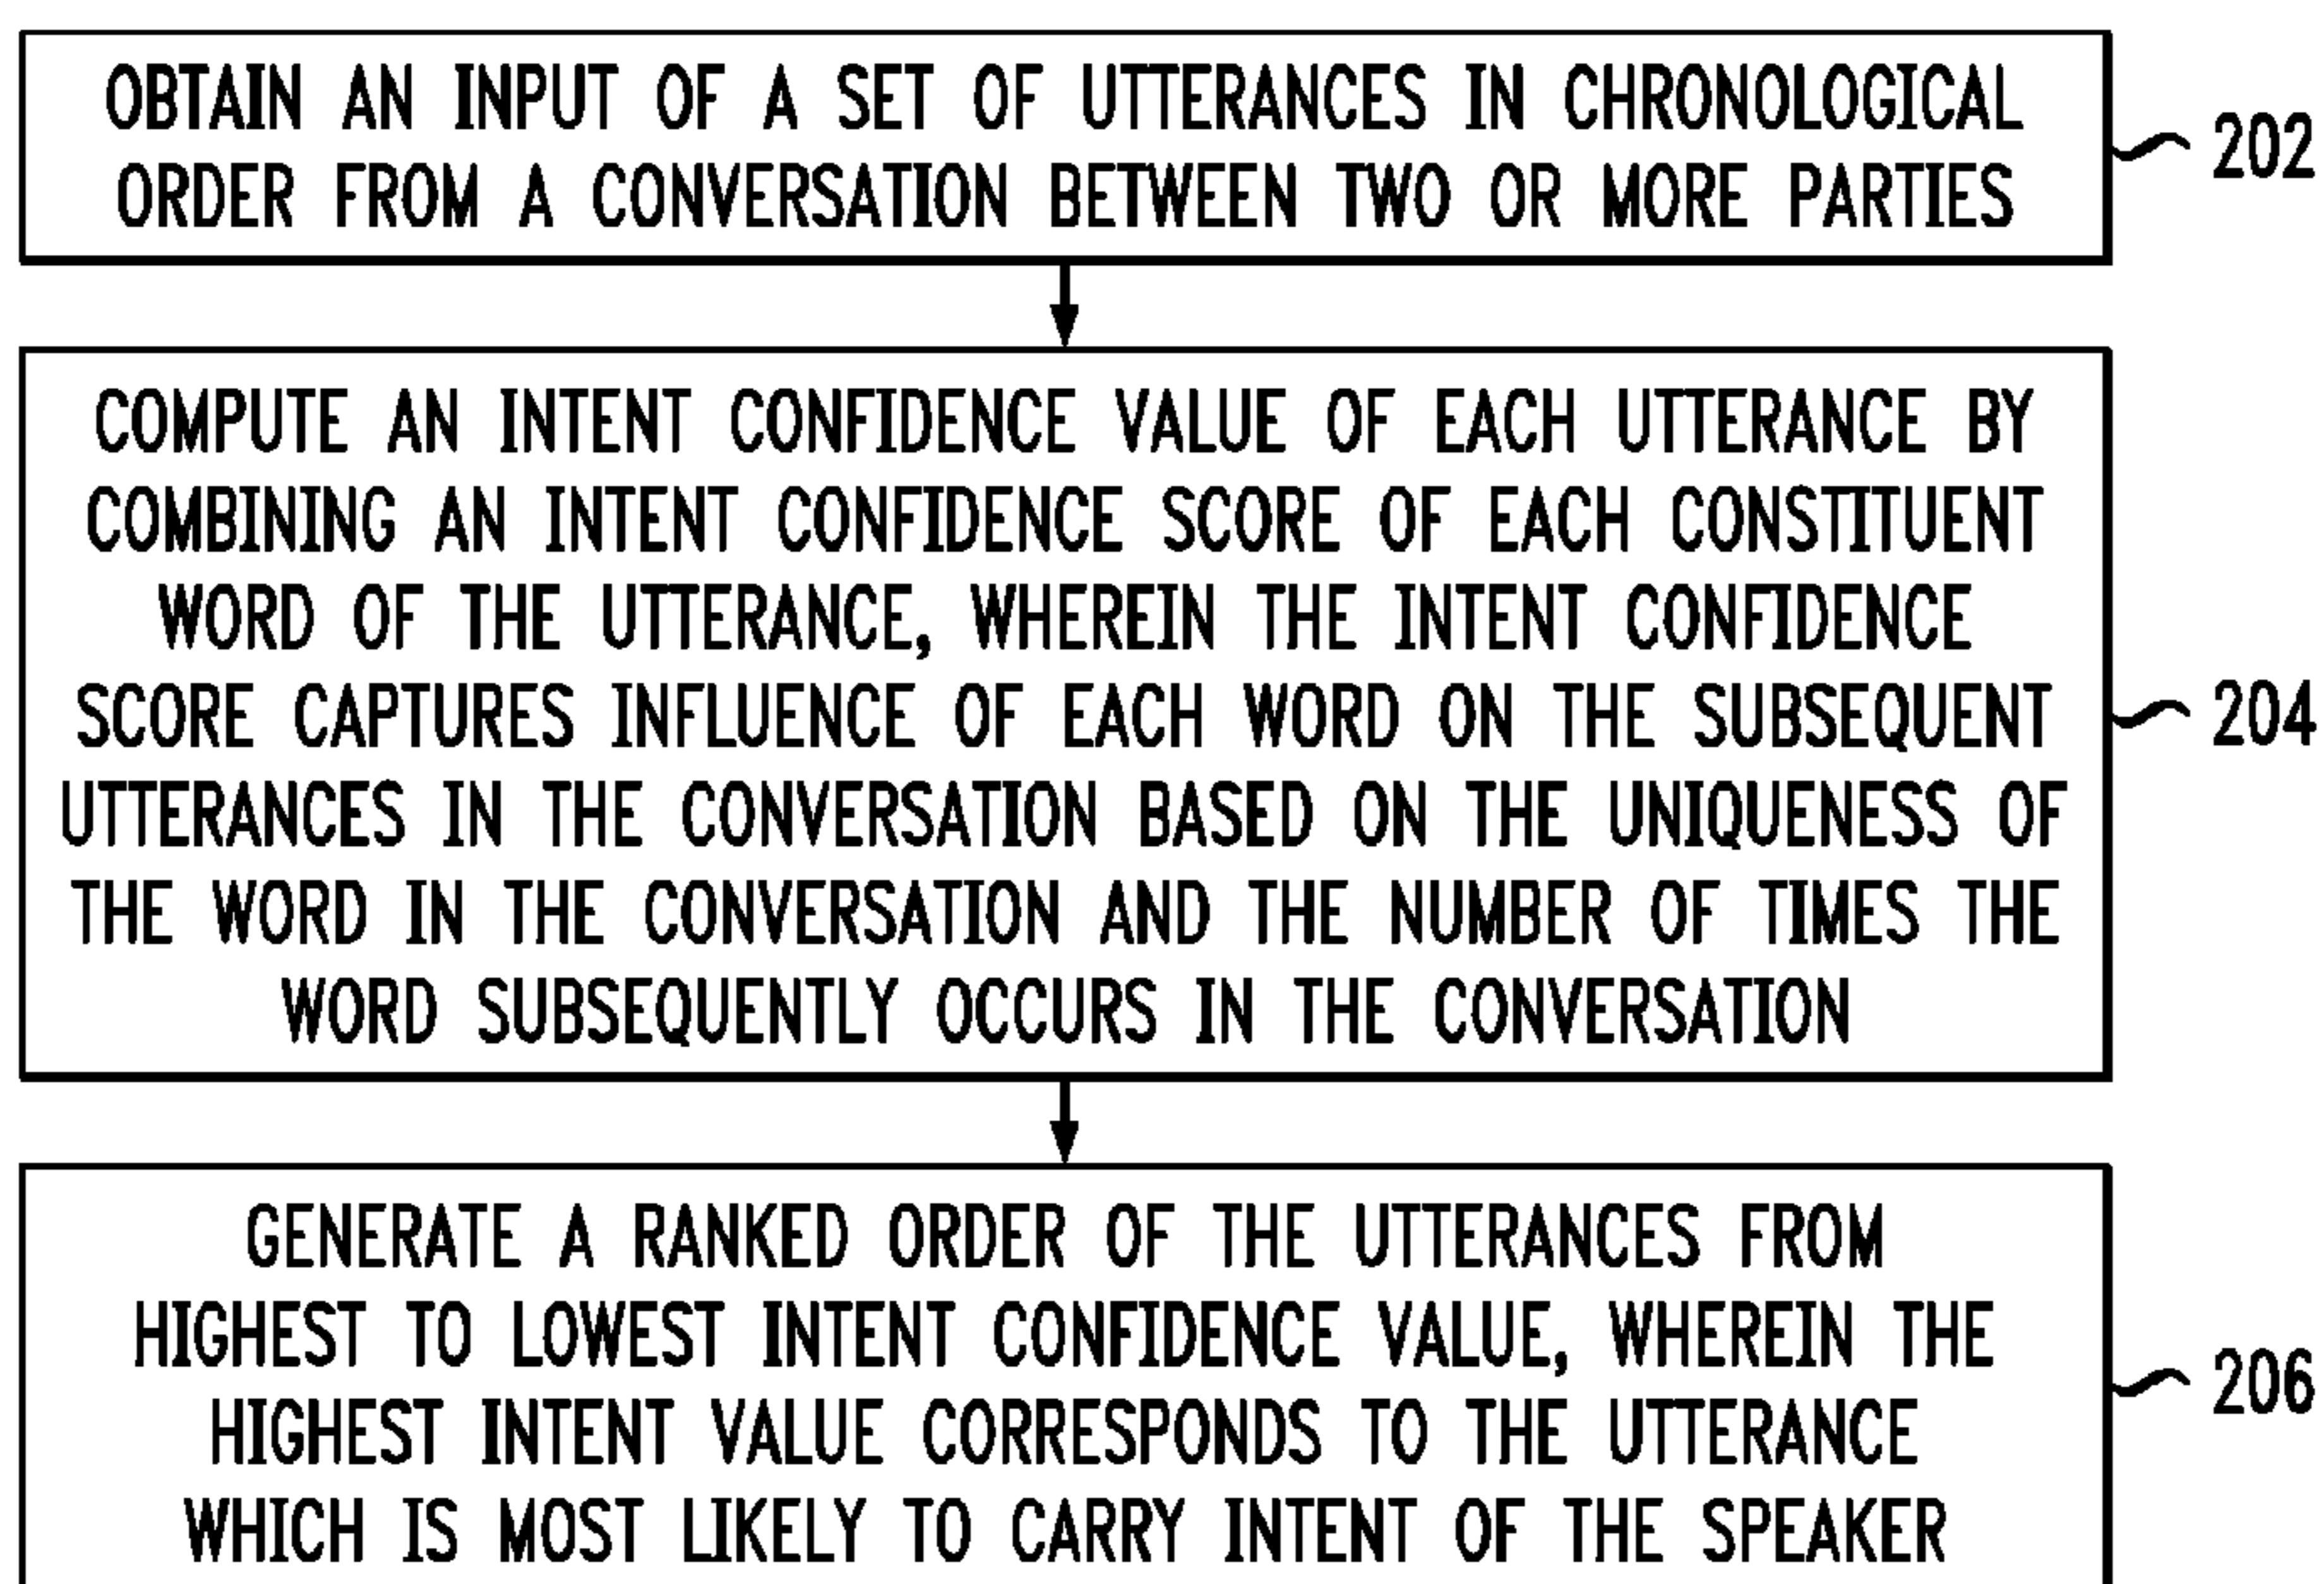 OBTAIN AN INPUT OF A SET OF UTTERANCES IN CHRONOLOGICAL
ORDER FROM A CONVERSATION BETWEEN TWO OR MORE PARTIES
202
COMPUTE AN INTENT CONFIDENCE VALUE OF EACH UTTERANCE BY
COMBINING AN INTENT CONFIDENCE SCORE OF EACH CONSTITUENT
WORD OF THE UTTERANCE, WHEREIN THE INTENT CONFIDENCE
SCORE CAPTURES INFLUENCE OF EACH WORD ON THE SUBSEQUENT
UTTERANCES IN THE CONVERSATION BASED ON THE UNIQUENESS OF
THE WORD IN THE CONVERSATION AND THE NUMBER OF TIMES THE
WORD SUBSEQUENTLY OCCURS IN THE CONVERSATION
204
GENERATE A RANKED ORDER OF THE UTTERANCES FROM
HIGHEST TO LOWEST INTENT CONFIDENCE VALUE, WHEREIN THE
HIGHEST INTENT VALUE CORRESPONDS TO THE UTTERANCE
WHICH IS MOST LIKELY TO CARRY INTENT OF THE SPEAKER
206